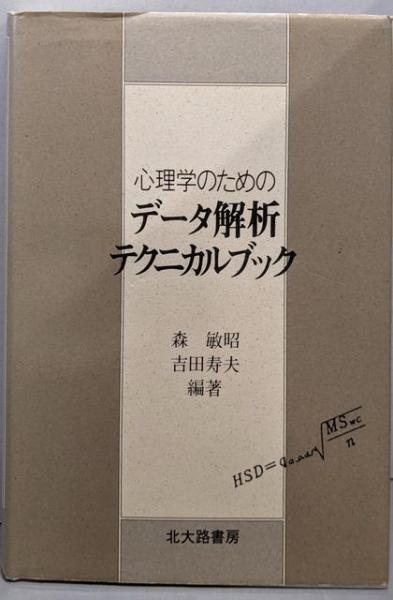 心理学のための
データ解析
テクニカルブック
森 敏昭
吉田寿夫
編著
HSD=q
√MSwc/n
北大路書房